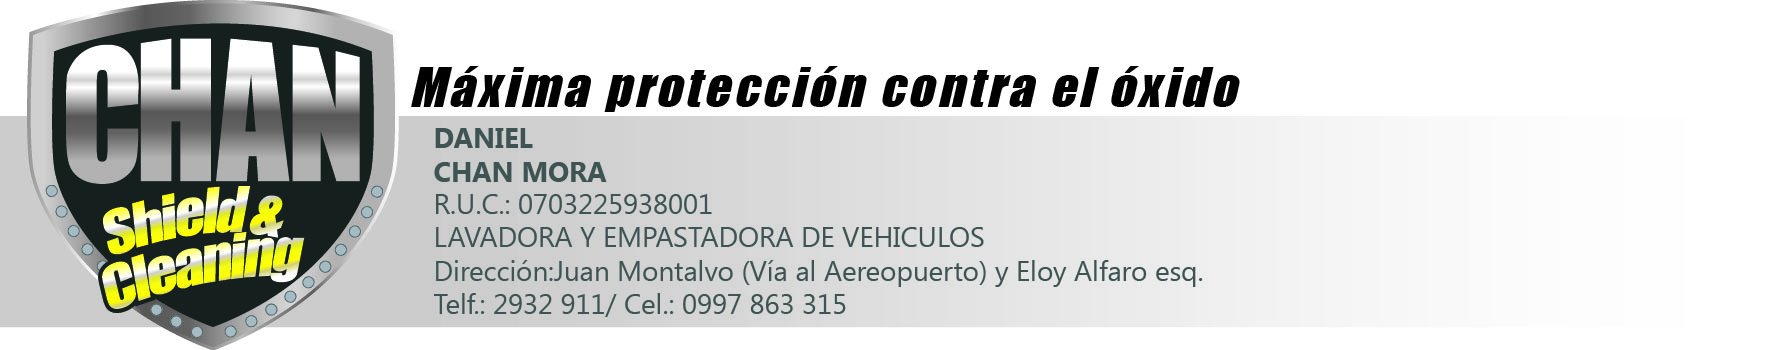 CHAN
Shield &
Cleaning
Máxima protección contra el óxido
DANIEL
CHAN MORA
R.U.C.: 0703225938001
LAVADORA Y EMPASTADORA DE VEHICULOS
Dirección:Juan Montalvo (Vía al Aereopuerto) y Eloy Alfaro esq.
Telf.: 2932 911/ Cel.: 0997 863 315